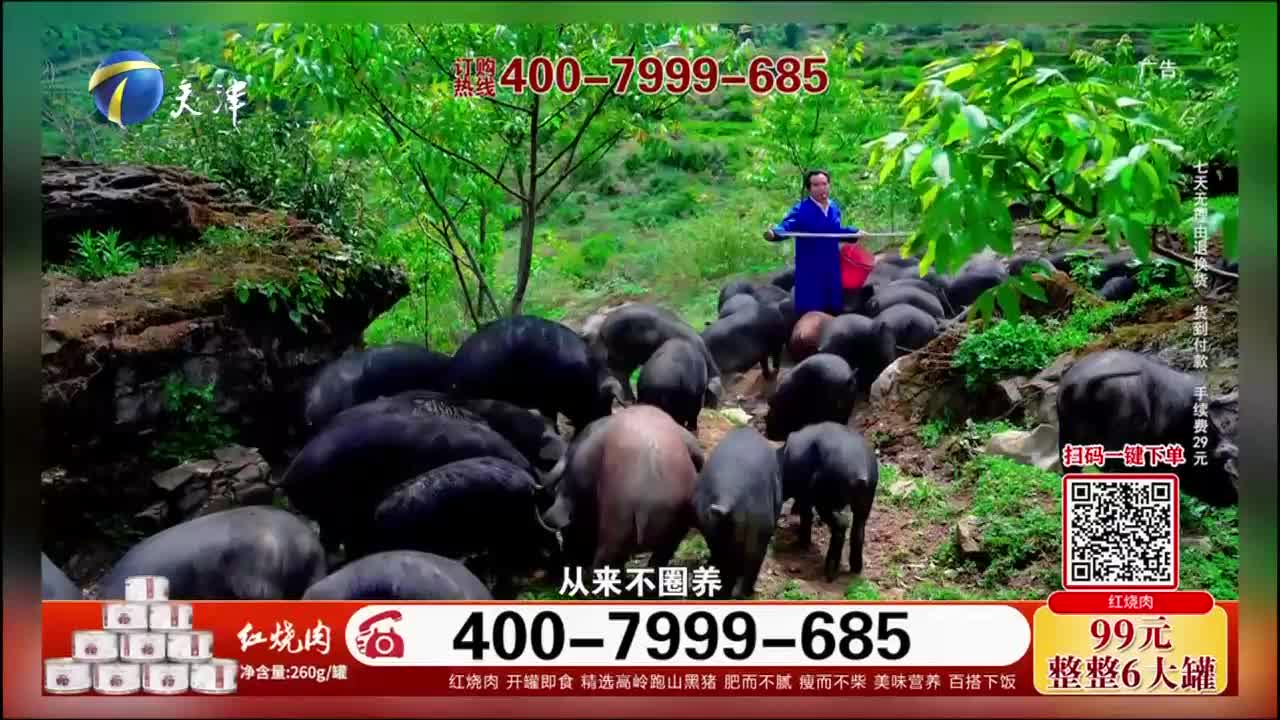 天津
订购热线 400-7999-685
广告
七天无理由退换货 货到付款 手续费29元
扫码一键下单
从来不圈养
红烧肉
净含量:260g/罐
400-7999-685
红烧肉 开罐即食 精选高岭跑山黑猪 肥而不腻 瘦而不柴 美味营养 百搭下饭
红烧肉
99元
整整6大罐